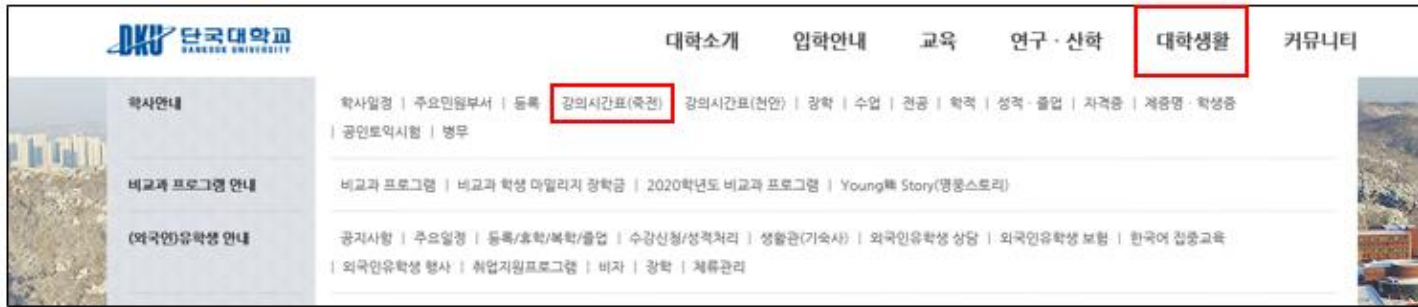 DKU 단국대학교
DANKOOK UNIVERSITY
대학소개 입학안내 교육 연구 · 산학 대학생활 커뮤니티
학사안내
학사일정 | 주요민원부서 | 등록 | 강의시간표(죽전) 강의시간표(천안) | 장학 | 수업 | 전공 | 학적 | 성적 · 졸업 | 자격증 | 제증명 · 학생증
| 공인토익시험 | 병무
비교과 프로그램 안내
비교과 프로그램 | 비교과 학생 마일리지 장학금 | 2020학년도 비교과 프로그램 | Young熊 Story(영웅스토리)
(외국인)유학생 안내
공지사항 | 주요일정 | 등록/휴학/복학/졸업 | 수강신청/성적처리 | 생활관(기숙사) | 외국인유학생 상담 | 외국인유학생 보험 | 한국어 집중교육
| 외국인유학생 행사 | 취업지원프로그램 | 비자 | 장학 | 체류관리